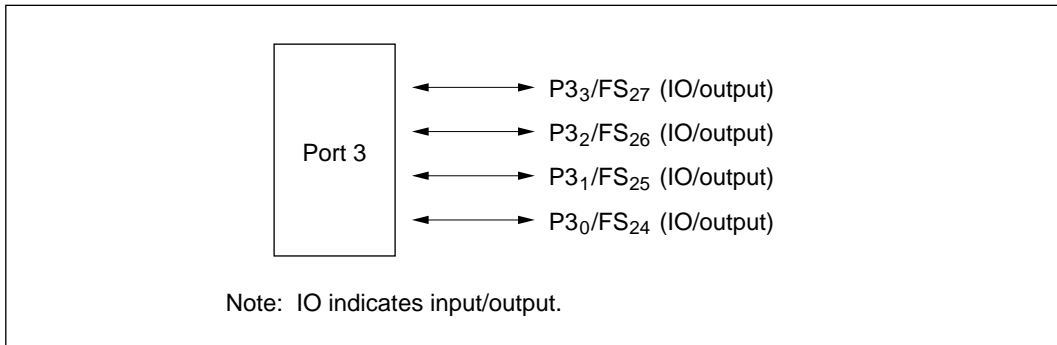 P3₃/FS₂₇ (IO/output)
P3₂/FS₂₆ (IO/output)
Port 3
P3₁/FS₂₅ (IO/output)
P3₀/FS₂₄ (IO/output)
Note: IO indicates input/output.